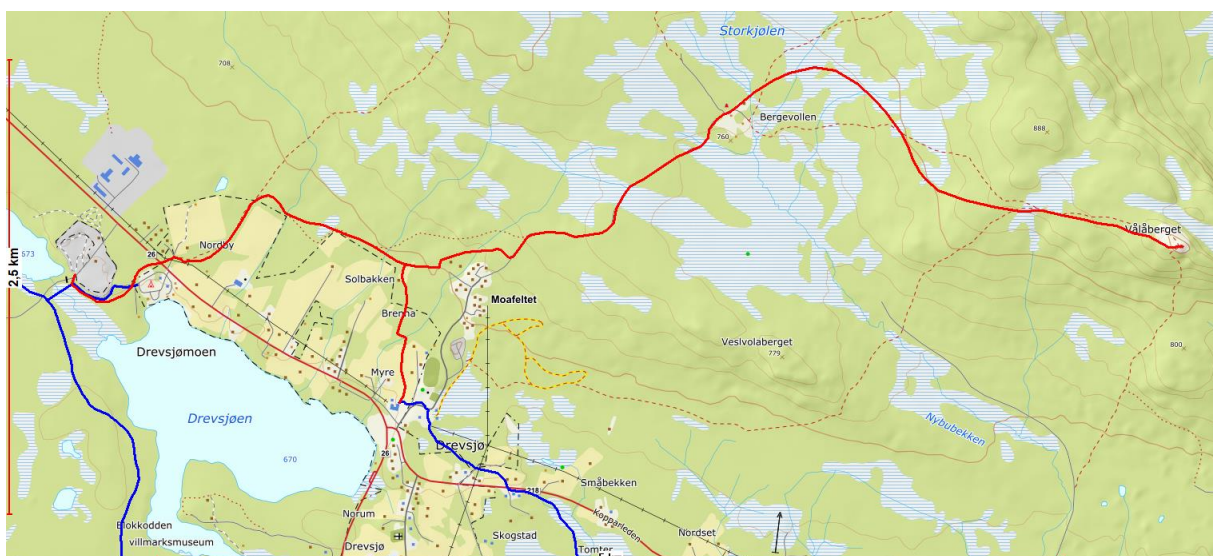 Storkjølen
708
Bergevollen
760
888
Vålåberget
673
26
Nordby
2,5 km
Solbakken
Moafeltet
Brenna
Veslvolaberget
779
800
Drevsjømoen
Myre
Drevsjøen
Nybubekken
Drevsjø
26
670
Småbekken
218
Norum
Kopparleden
Blokkodden
villmarksmuseum
Skogstad
Nordset
Drevsjø
Tomter